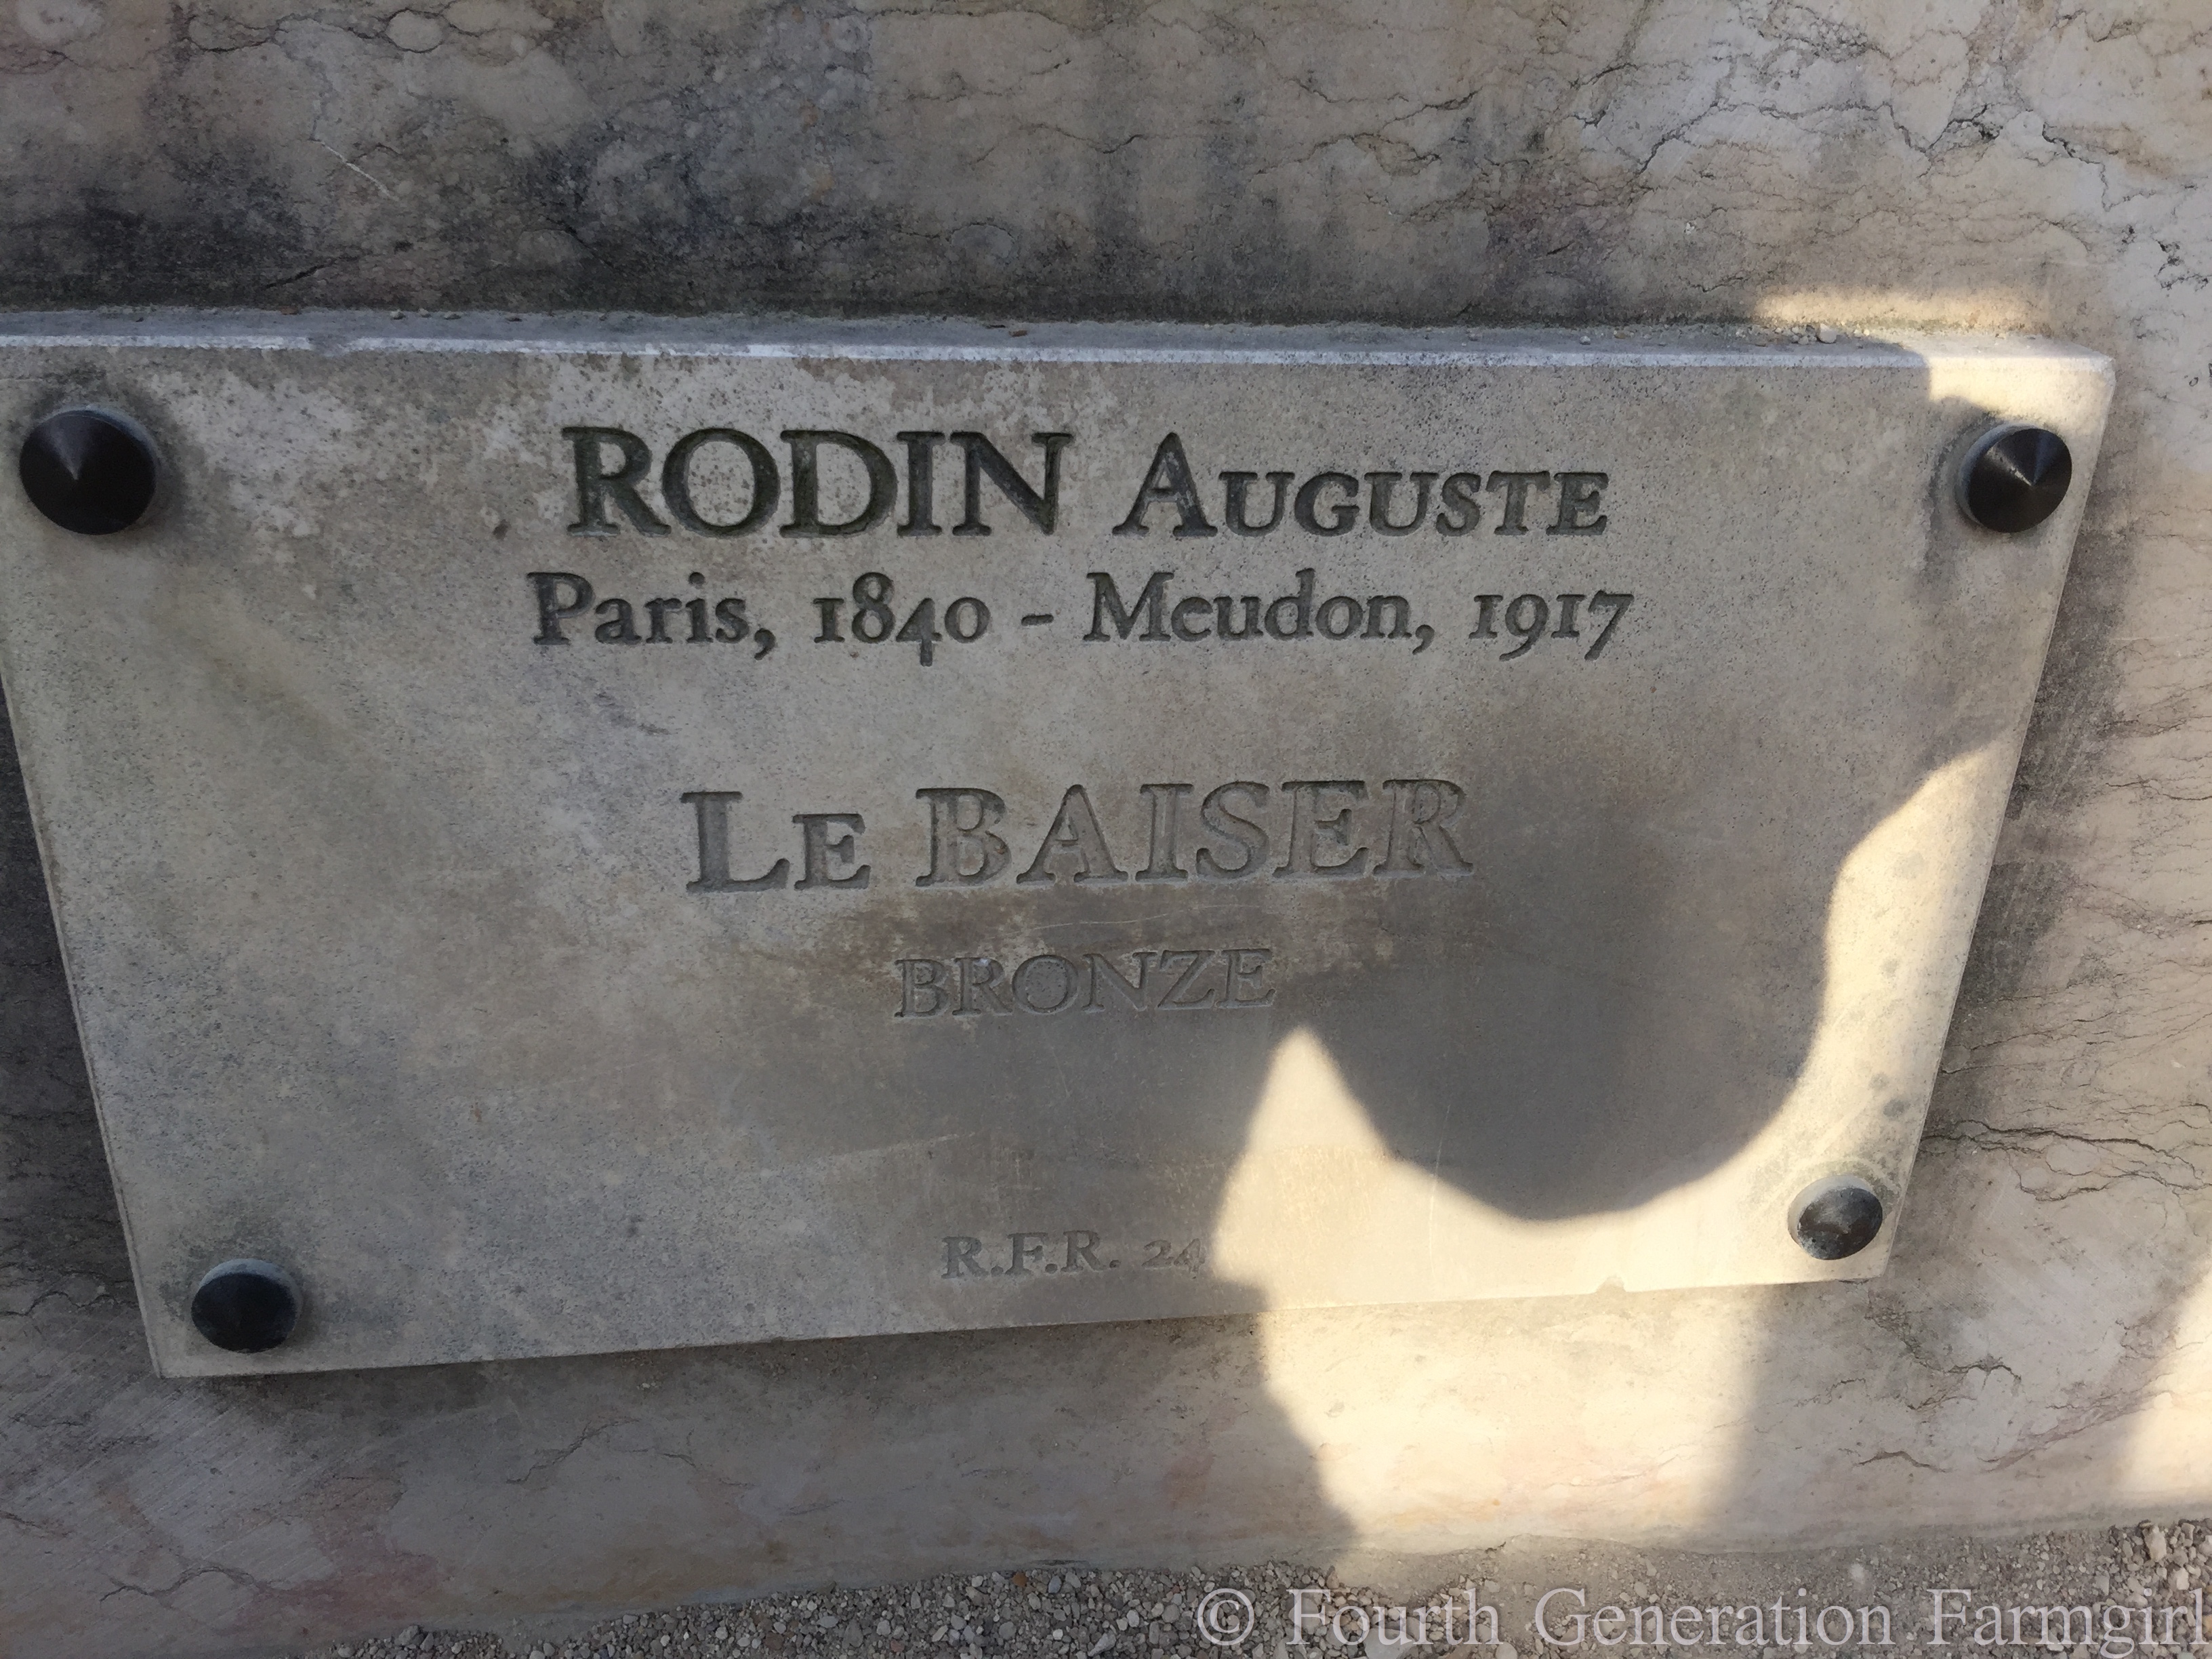 RODIN AUGUSTE
Paris, 1840 - Meudon, 1917
LE BAISER
BRONZE
R.F.R. 24
© Fourth Generation Farmgirl